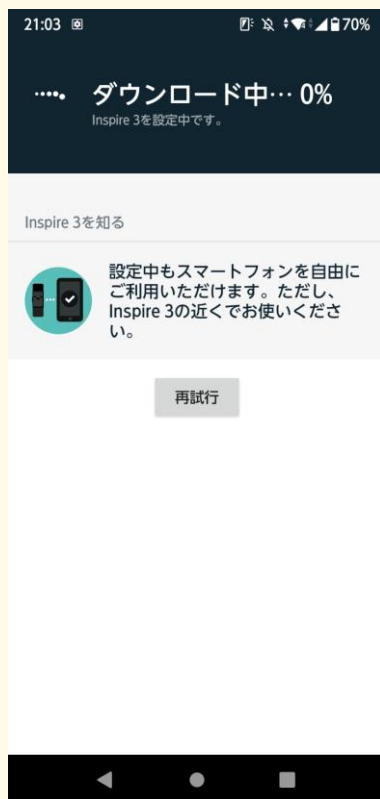 21:03 70%
ダウンロード中… 0%
Inspire 3を設定中です。
Inspire 3を知る
設定中もスマートフォンを自由に
ご利用いただけます。ただし、
Inspire 3の近くでお使いくださ
い。
再試行